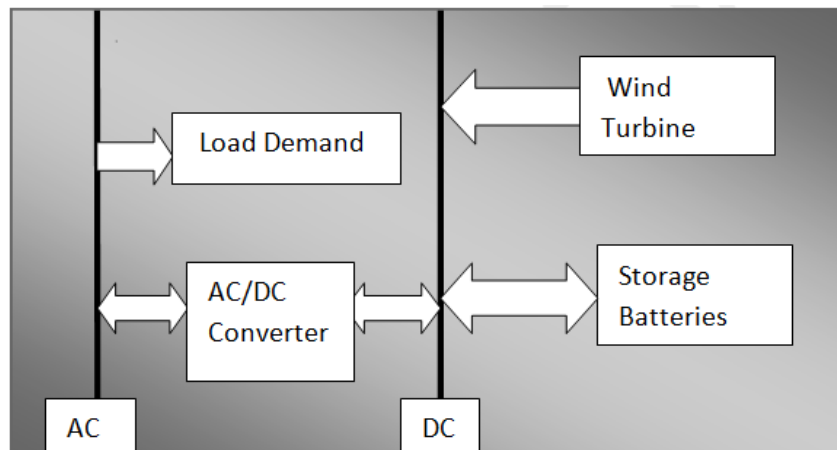 Wind
Turbine
Load Demand
AC/DC
Converter
Storage
Batteries
AC
DC